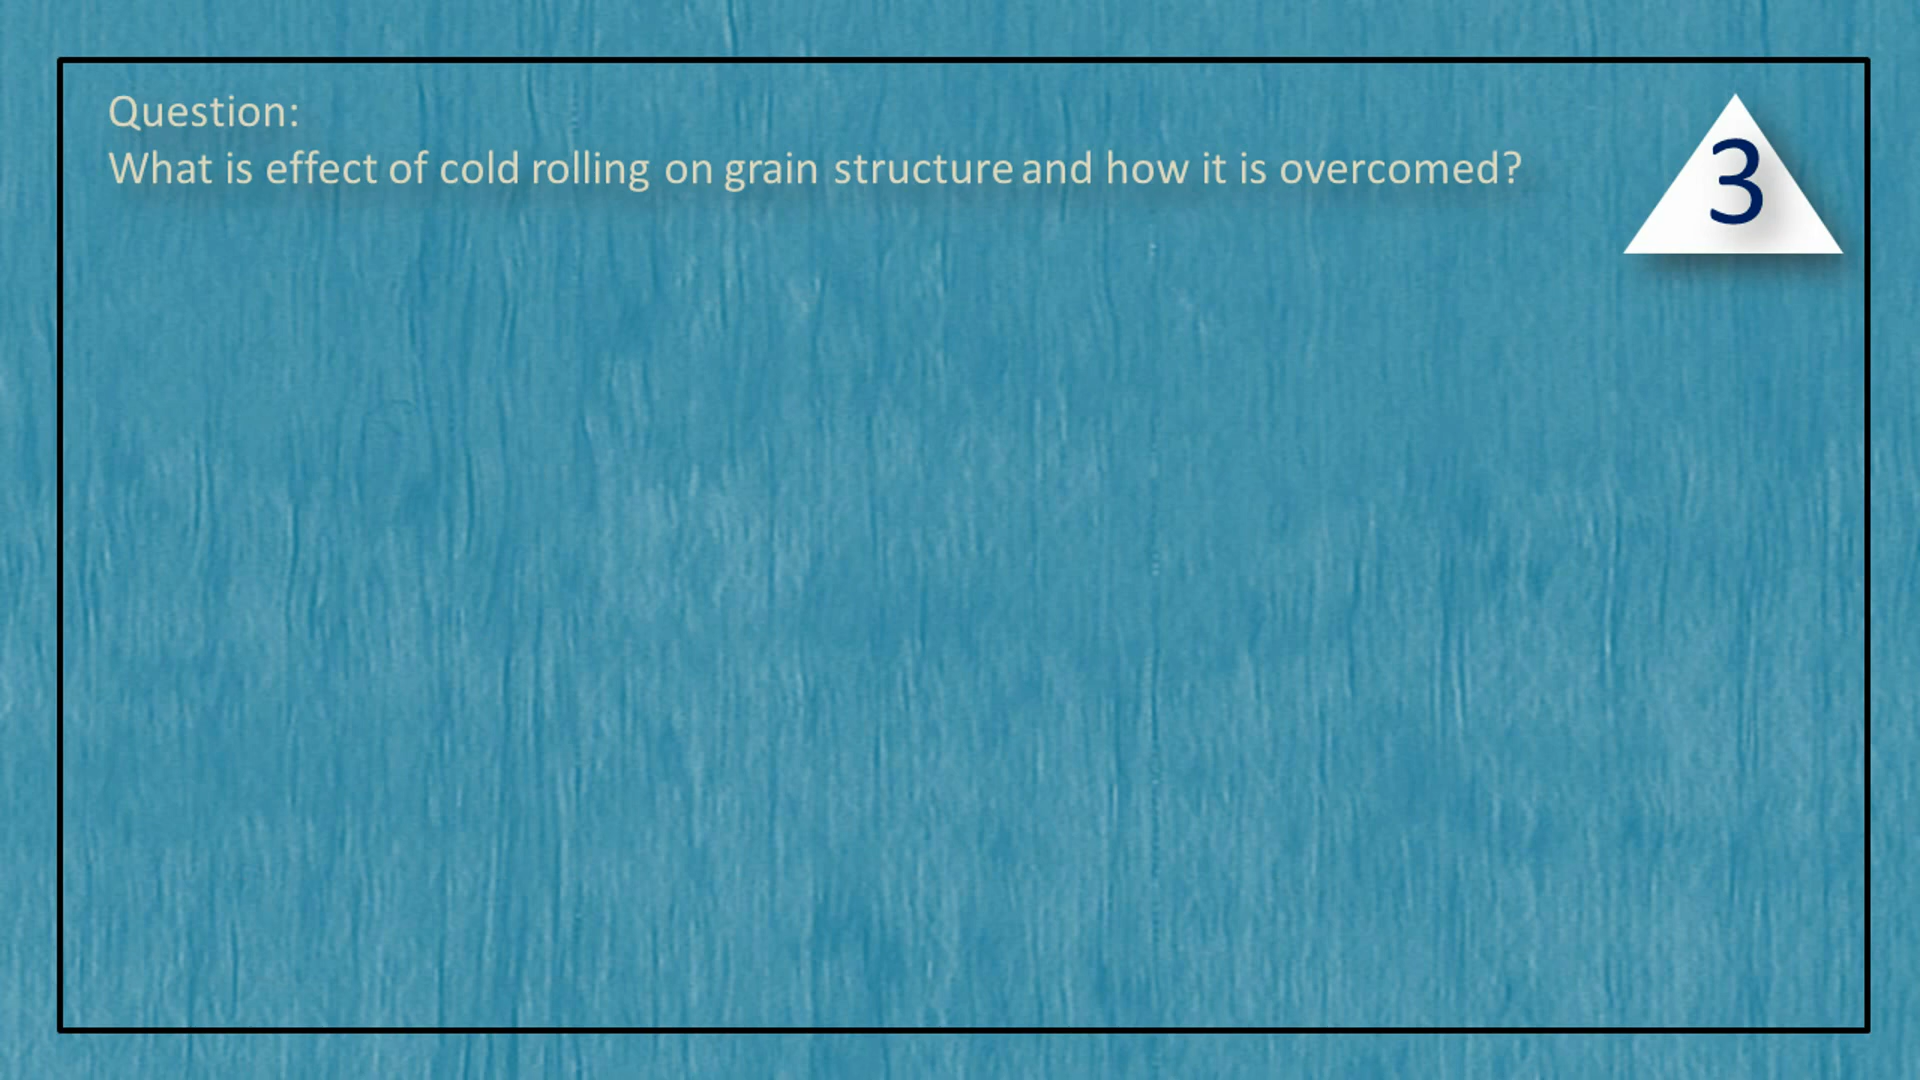 Question:
What is effect of cold rolling on grain structure and how it is overcomed?
3